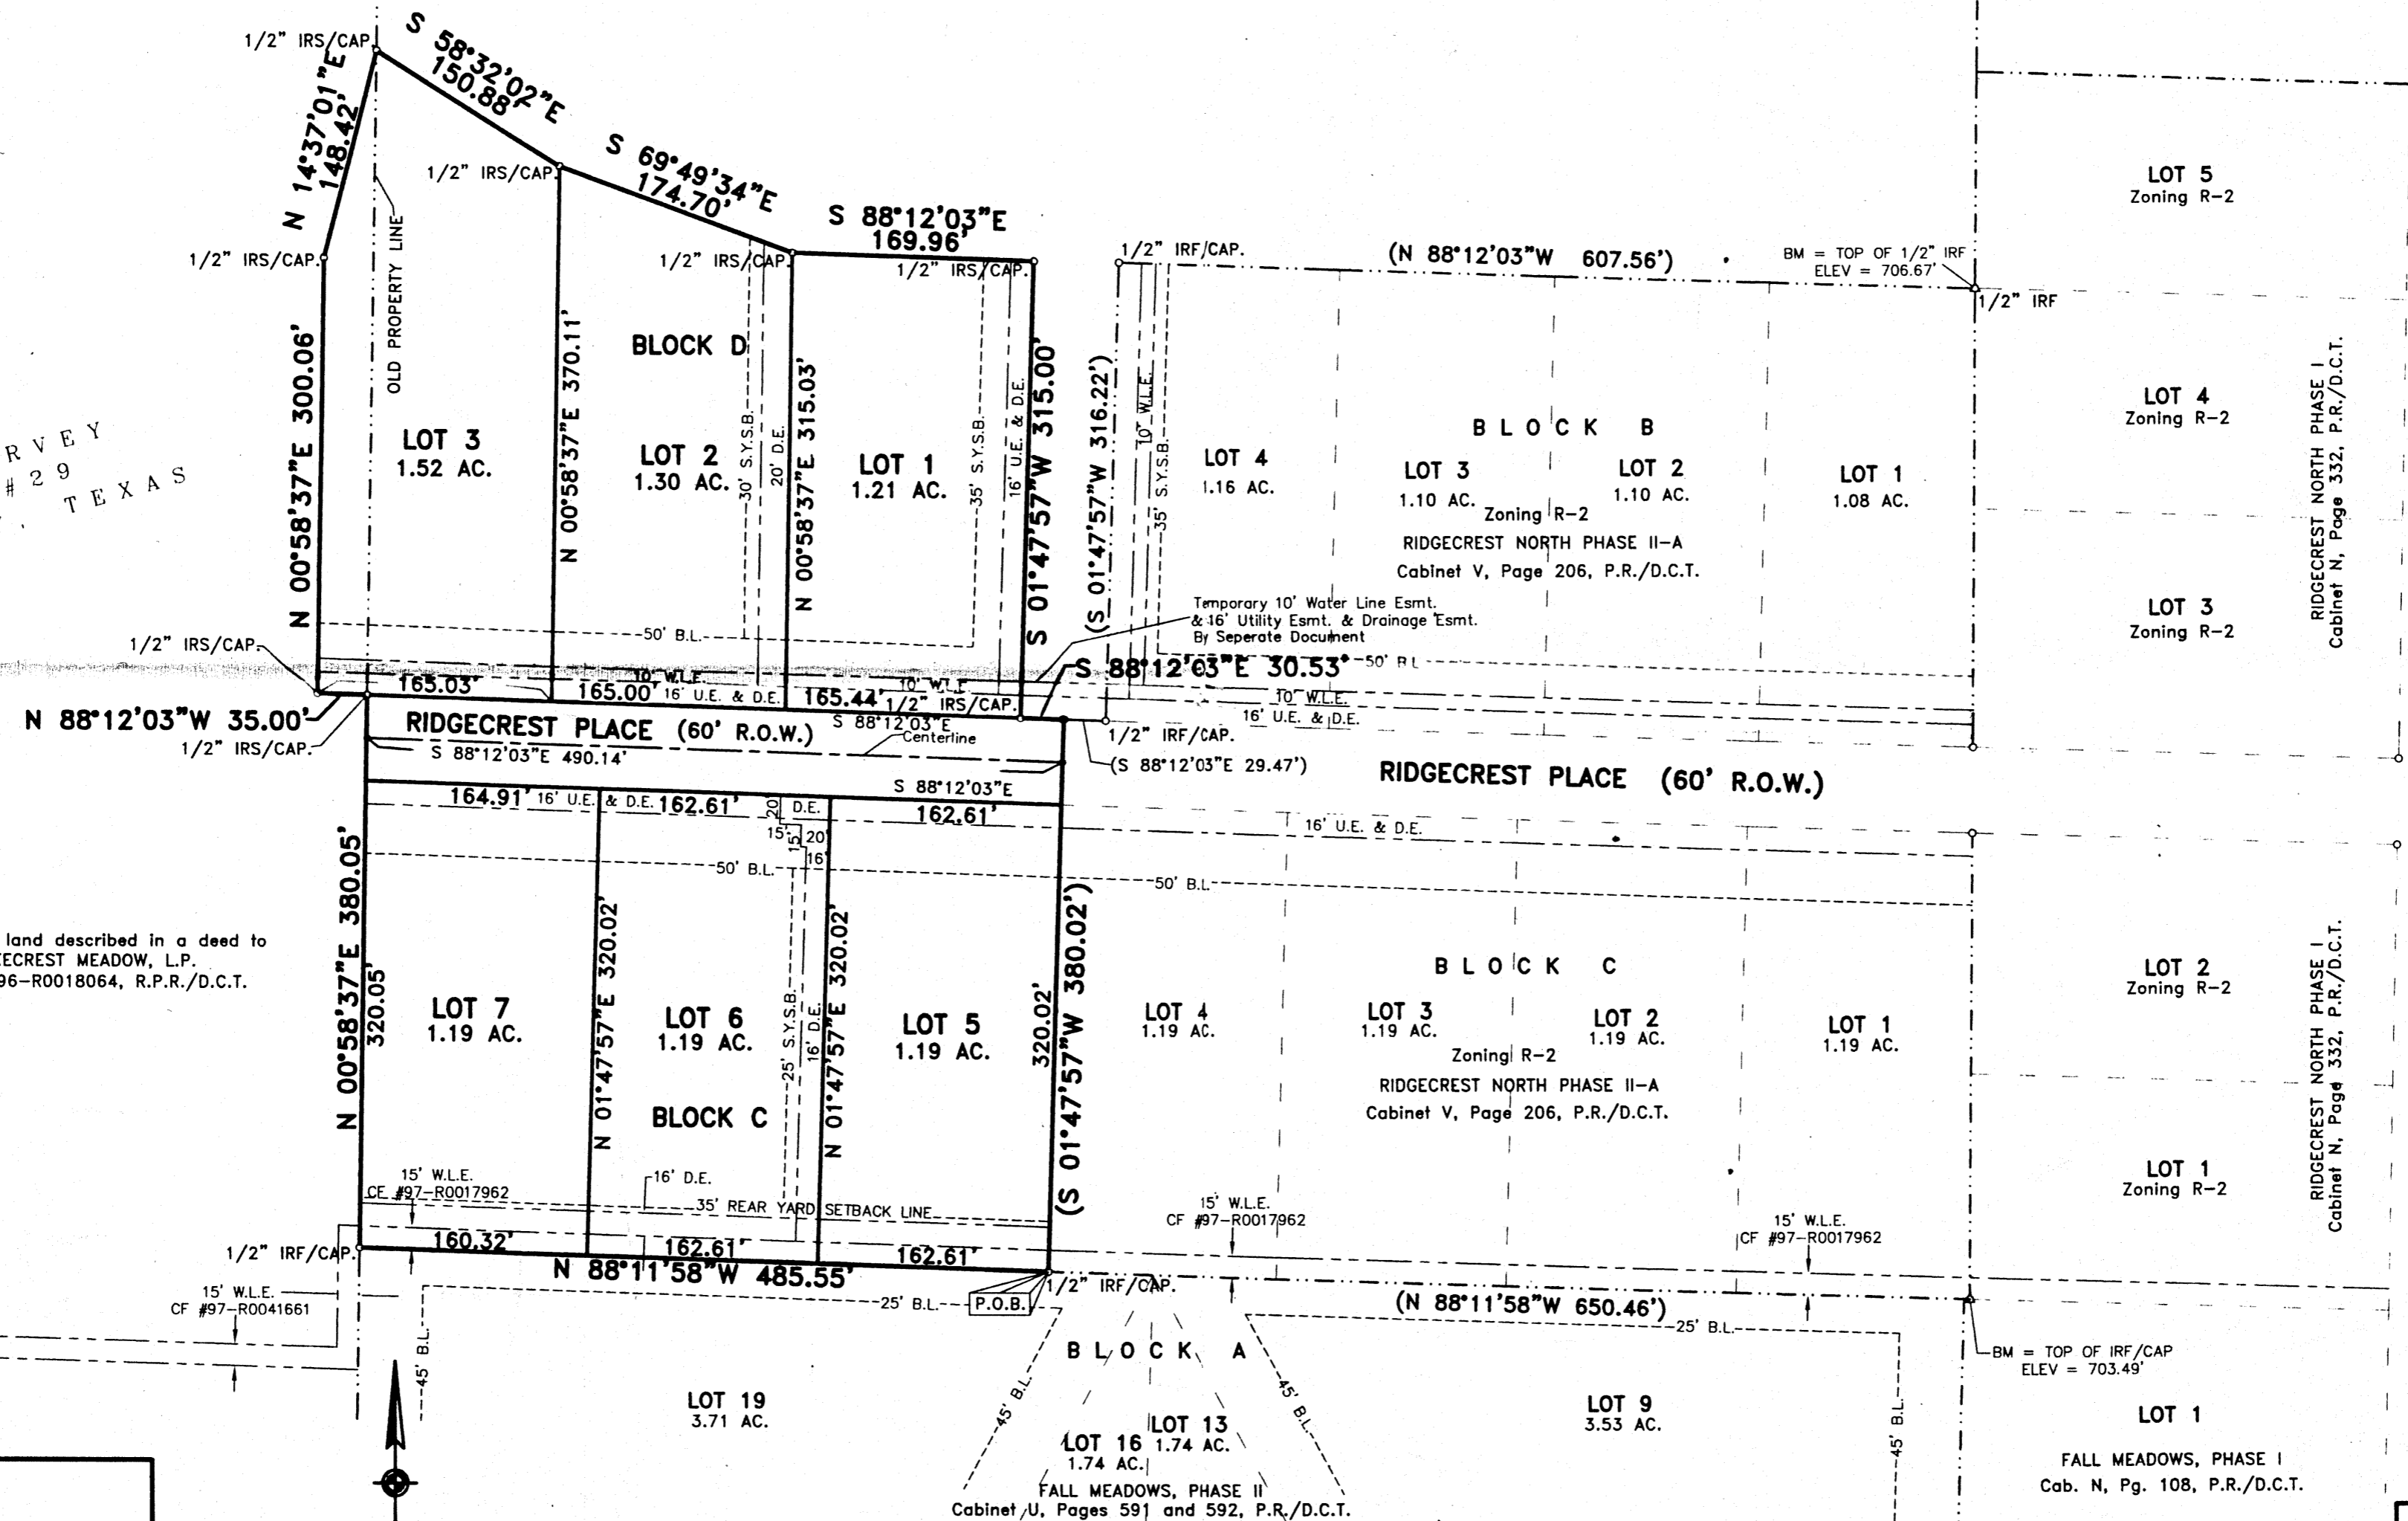 1/2" IRS/CAP.
S 58°32'02"E
150.88'
N 14°37'01"E
148.42'
1/2" IRS/CAP.
S 69°49'34"E
174.70'
S 88°12'03"E
169.96'
1/2" IRS/CAP.
1/2" IRS/CAP.
1/2" IRS/CAP.
OLD PROPERTY LINE
RVEY
#29
, TEXAS
N 00°58'37"E 300.06'
LOT 3
1.52 AC.
N 00°58'37"E 370.11'
BLOCK D
LOT 2
1.30 AC.
30' S.Y.S.B.
20' D.E.
N 00°58'37"E 315.03'
LOT 1
1.21 AC.
35' S.Y.S.B.
16' U.E. & D.E.
S 01°47'57"W 315.00'
(S 01°47'57"W 316.22')
1/2" IRF/CAP.
(N 88°12'03"W 607.56')
BM = TOP OF 1/2" IRF
ELEV = 706.67'
1/2" IRF
10' W.L.E.
35' S.Y.S.B.
BLOCK B
LOT 4
1.16 AC.
LOT 3
1.10 AC.
LOT 2
1.10 AC.
LOT 1
1.08 AC.
Zoning R-2
RIDGECREST NORTH PHASE II-A
Cabinet V, Page 206, P.R./D.C.T.
LOT 5
Zoning R-2
LOT 4
Zoning R-2
LOT 3
Zoning R-2
RIDGECREST NORTH PHASE I
Cabinet N, Page 332, P.R./D.C.T.
Temporary 10' Water Line Esmt.
& 16' Utility Esmt. & Drainage Esmt.
By Seperate Document
50' B.L.
S 88°12'03"E 30.53'
50' B.L.
1/2" IRS/CAP.
165.03'
10' W.L.E.
165.00' 16' U.E. & D.E.
10' W.L.E.
165.44' 1/2" IRS/CAP.
10' W.L.E.
16' U.E. & D.E.
N 88°12'03"W 35.00'
1/2" IRS/CAP.
RIDGECREST PLACE (60' R.O.W.)
S 88°12'03"E
Centerline
S 88°12'03"E 490.14'
1/2" IRF/CAP.
(S 88°12'03"E 29.47')
RIDGECREST PLACE (60' R.O.W.)
S 88°12'03"E
164.91' 16' U.E. & D.E. 162.61'
20'
D.E.
162.61'
15'
15'
20'
16'
16' U.E. & D.E.
50' B.L.
50' B.L.
N 00°58'37"E 380.05'
320.05'
land described in a deed to
ECREST MEADOW, L.P.
96-R0018064, R.P.R./D.C.T.
LOT 7
1.19 AC.
N 01°47'57"E 320.02'
LOT 6
1.19 AC.
25' S.Y.S.B.
16' D.E.
N 01°47'57"E 320.02'
LOT 5
1.19 AC.
320.02'
(S 01°47'57"W 380.02')
BLOCK C
BLOCK C
LOT 4
1.19 AC.
LOT 3
1.19 AC.
LOT 2
1.19 AC.
LOT 1
1.19 AC.
Zoning R-2
RIDGECREST NORTH PHASE II-A
Cabinet V, Page 206, P.R./D.C.T.
LOT 2
Zoning R-2
LOT 1
Zoning R-2
RIDGECREST NORTH PHASE I
Cabinet N, Page 332, P.R./D.C.T.
15' W.L.E.
CF #97-R0017962
16' D.E.
35' REAR YARD SETBACK LINE
15' W.L.E.
CF #97-R0017962
15' W.L.E.
CF #97-R0017962
1/2" IRF/CAP.
160.32'
162.61'
162.61'
N 88°11'58"W 485.55'
15' W.L.E.
CF #97-R0041661
25' B.L.
P.O.B.
1/2" IRF/CAP.
(N 88°11'58"W 650.46')
25' B.L.
45' B.L.
BLOCK A
45' B.L.
45' B.L.
45' B.L.
BM = TOP OF IRF/CAP
ELEV = 703.49'
LOT 19
3.71 AC.
LOT 16
1.74 AC.
LOT 13
1.74 AC.
LOT 9
3.53 AC.
LOT 1
FALL MEADOWS, PHASE II
Cabinet U, Pages 591 and 592, P.R./D.C.T.
FALL MEADOWS, PHASE I
Cab. N, Pg. 108, P.R./D.C.T.